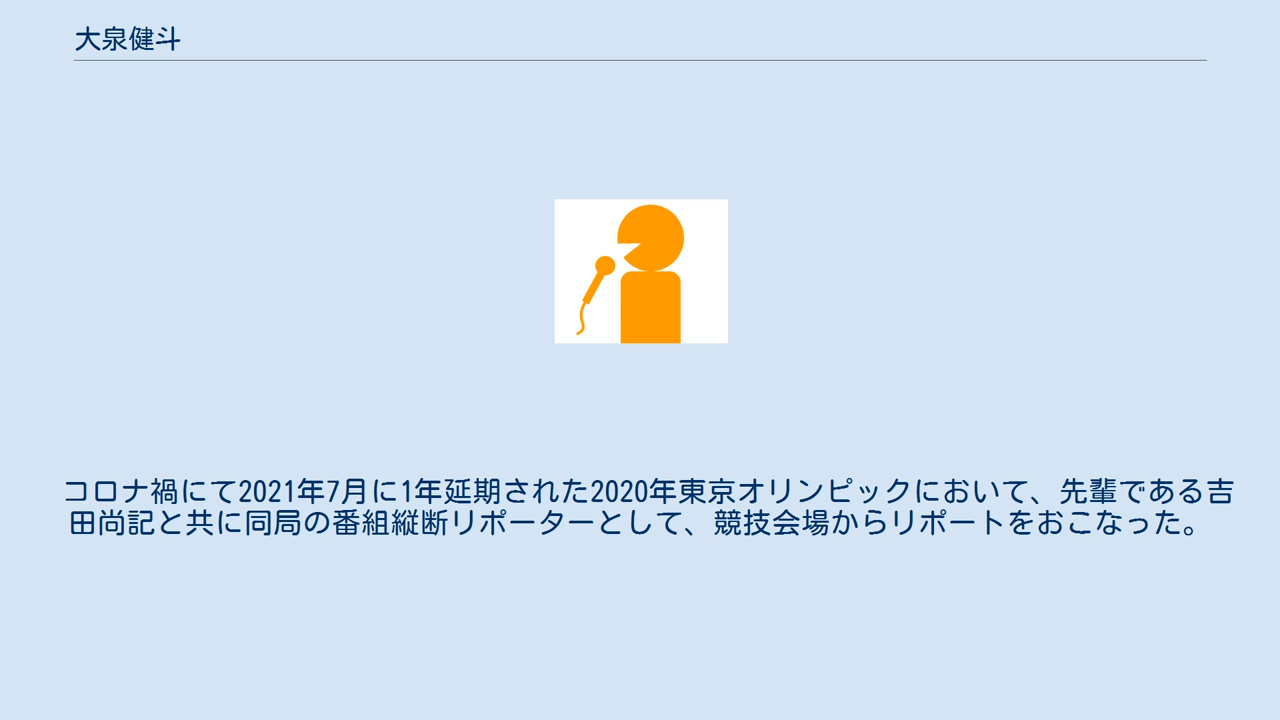 大泉健斗
コロナ禍にて2021年7月に1年延期された2020年東京オリンピックにおいて、先輩である吉
田尚記と共に同局の番組縦断リポーターとして、競技会場からリポートをおこなった。